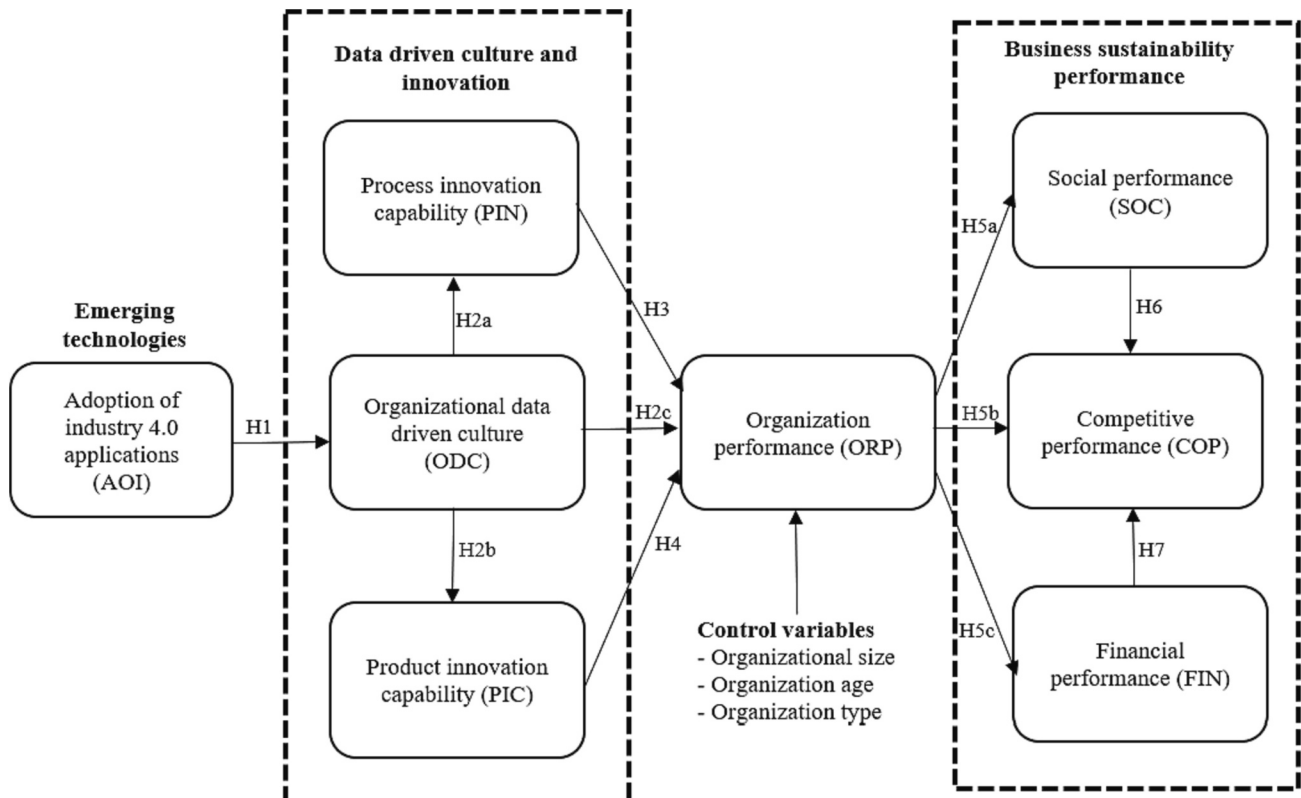 Data driven culture and
innovation
Business sustainability
performance
Process innovation
capability (PIN)
Social performance
(SOC)
H5a
H3
H2a
H6
Emerging
technologies
Adoption of
industry 4.0
applications
(AOI)
H1
Organizational data
driven culture
(ODC)
H2c
Organization
performance (ORP)
H5b
Competitive
performance (COP)
H2b
H4
H7
Product innovation
capability (PIC)
Control variables
- Organizational size
- Organization age
- Organization type
H5c
Financial
performance (FIN)